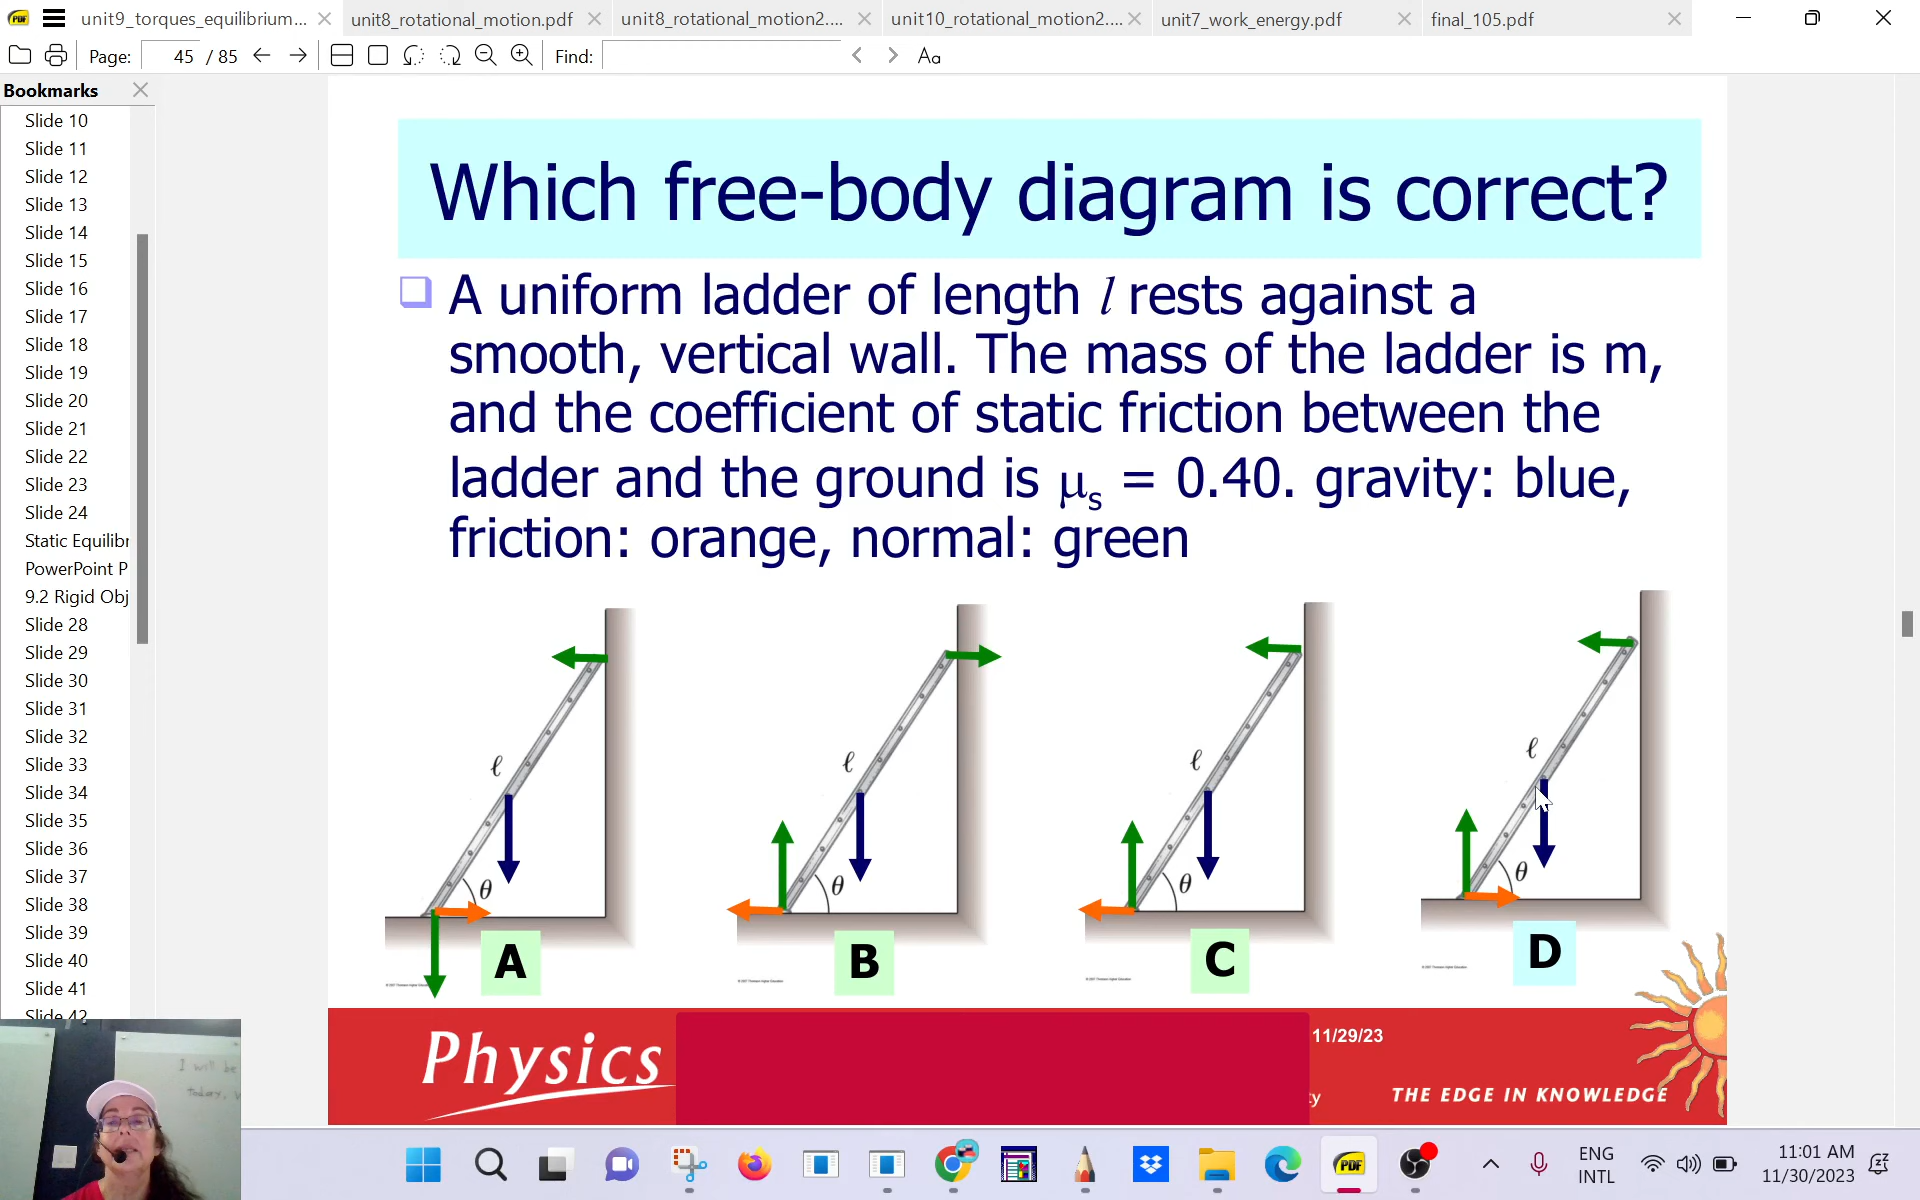 unit9_torques_equilibrium...
unit8_rotational_motion.pdf
unit8_rotational_motion2....
unit10_rotational_motion2....
unit7_work_energy.pdf
final_105.pdf
Page: 45 / 85
Find:
Aa
Bookmarks
Slide 10
Slide 11
Slide 12
Slide 13
Slide 14
Slide 15
Slide 16
Slide 17
Slide 18
Slide 19
Slide 20
Slide 21
Slide 22
Slide 23
Slide 24
Static Equilibr
PowerPoint P
9.2 Rigid Obj
Slide 28
Slide 29
Slide 30
Slide 31
Slide 32
Slide 33
Slide 34
Slide 35
Slide 36
Slide 37
Slide 38
Slide 39
Slide 40
Slide 41
Slide 42
Which free-body diagram is correct?
A uniform ladder of length l rests against a
smooth, vertical wall. The mass of the ladder is m,
and the coefficient of static friction between the
ladder and the ground is μs = 0.40. gravity: blue,
friction: orange, normal: green
ℓ
θ
A
ℓ
θ
B
ℓ
θ
C
ℓ
θ
D
Physics
11/29/23
THE EDGE IN KNOWLEDGE
I will be
Today,
PDF
ENG
INTL
11:01 AM
11/30/2023